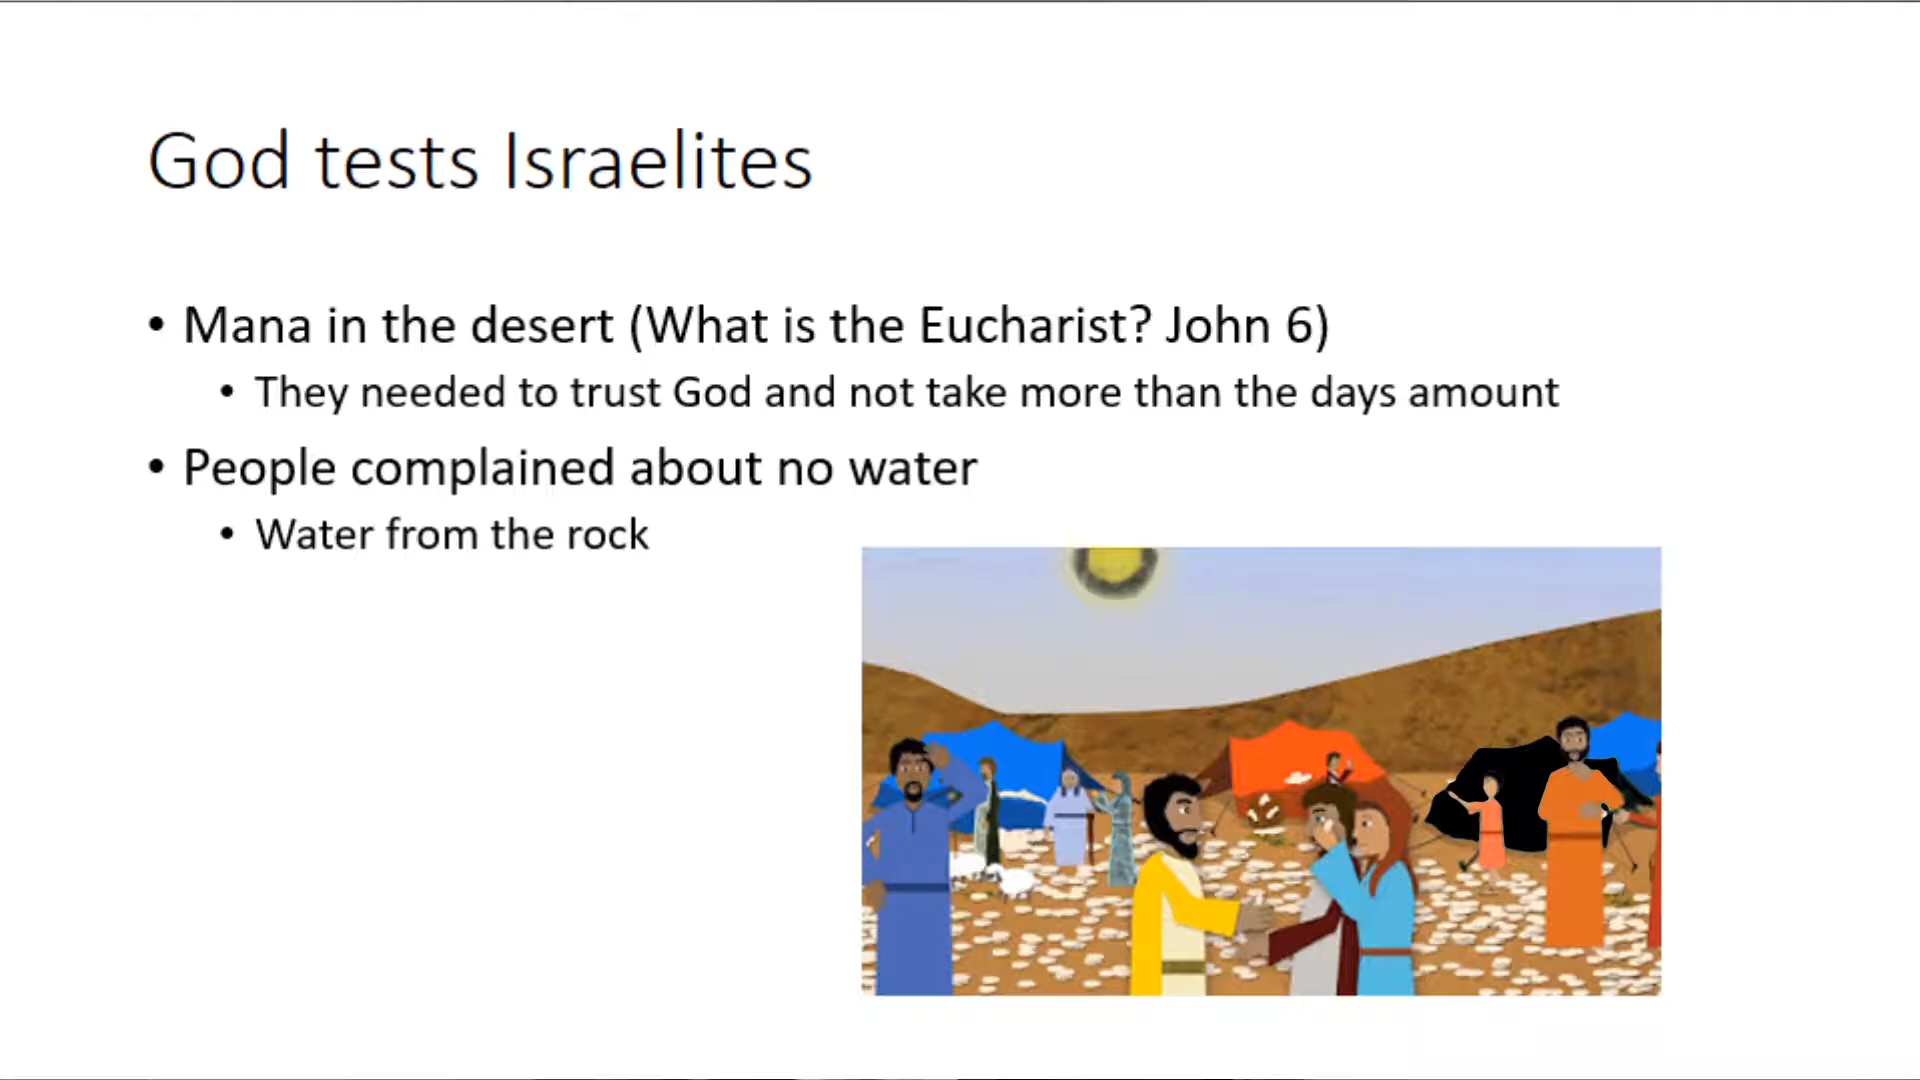 God tests Israelites
• Mana in the desert (What is the Eucharist? John 6)
• They needed to trust God and not take more than the days amount
• People complained about no water
• Water from the rock